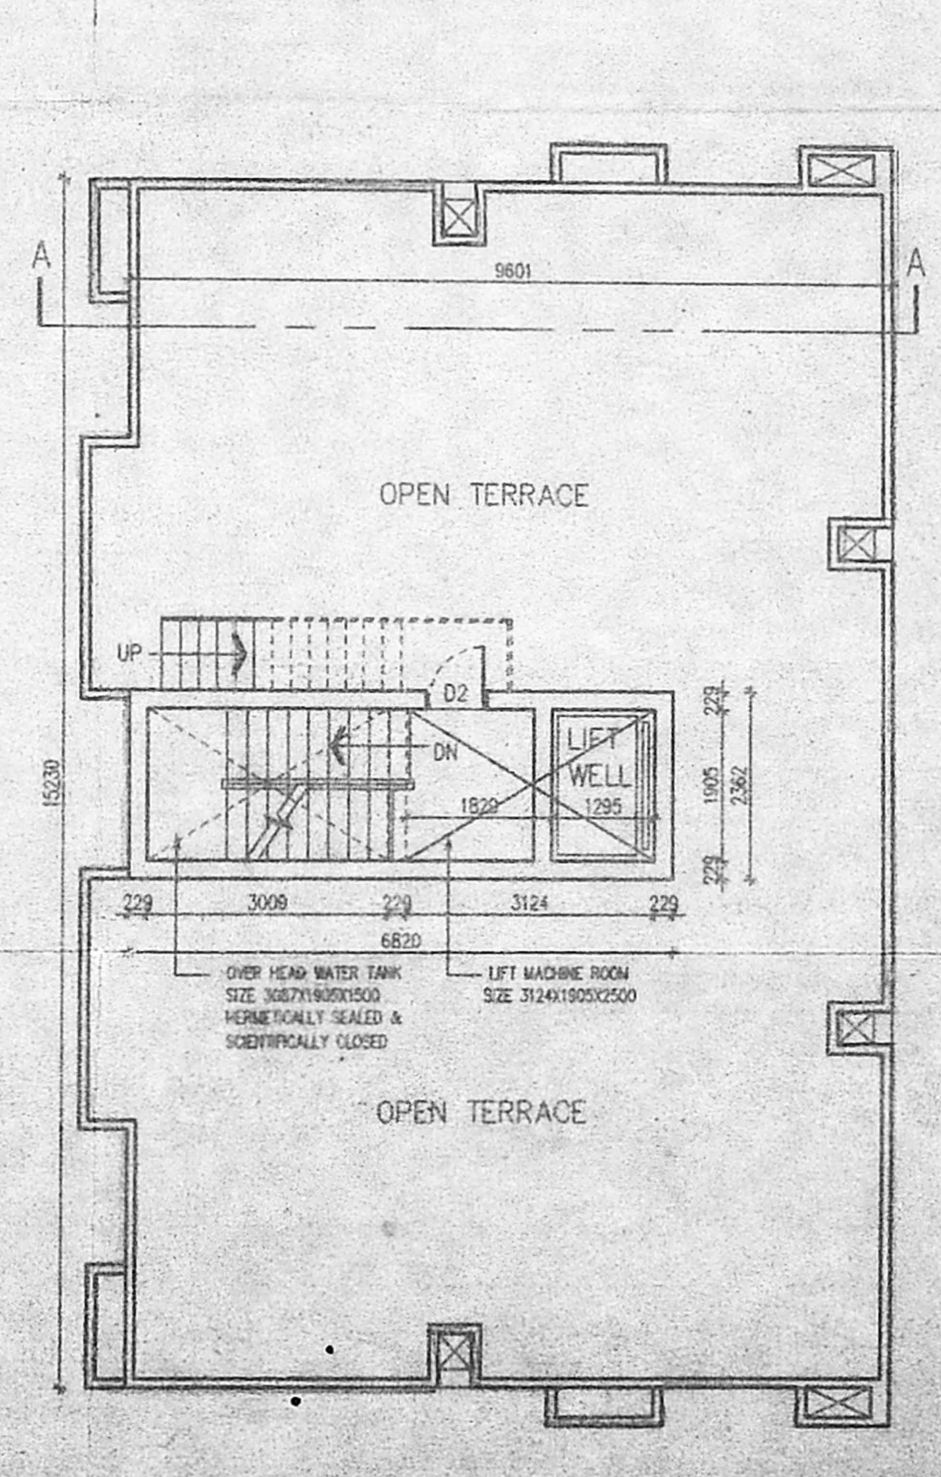 A
A
9601
OPEN TERRACE
UP
D2
DN
LIFT
WELL
1829
1295
229
1905
2362
229
15230
229
3009
229
3124
229
6820
OVER HEAD WATER TANK
SIZE 3087X1905X1500
HERMETICALLY SEALED &
SCIENTIFICALLY CLOSED
LIFT MACHINE ROOM
SIZE 3124X1905X2500
OPEN TERRACE